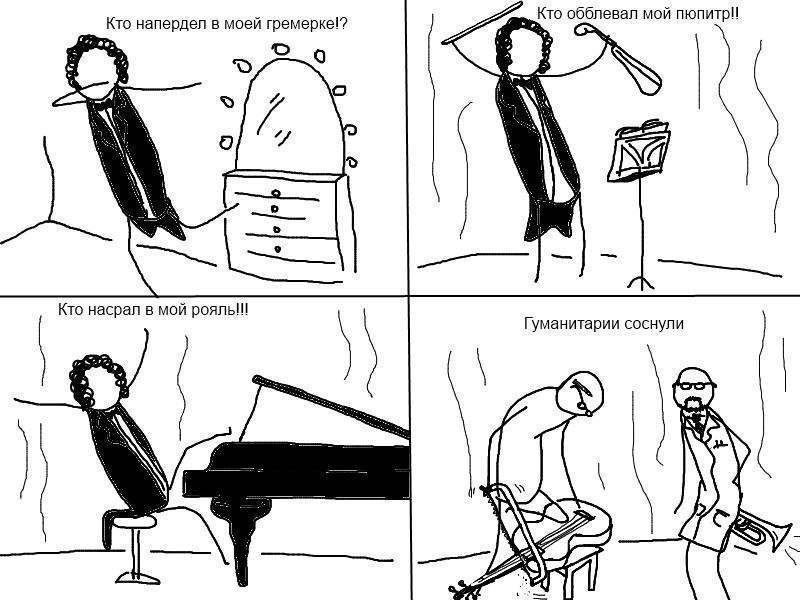 Кто напердел в моей гремерке!?
Кто обблевал мой пюпитр!!
Кто насрал в мой рояль!!!
Гуманитарии соснули